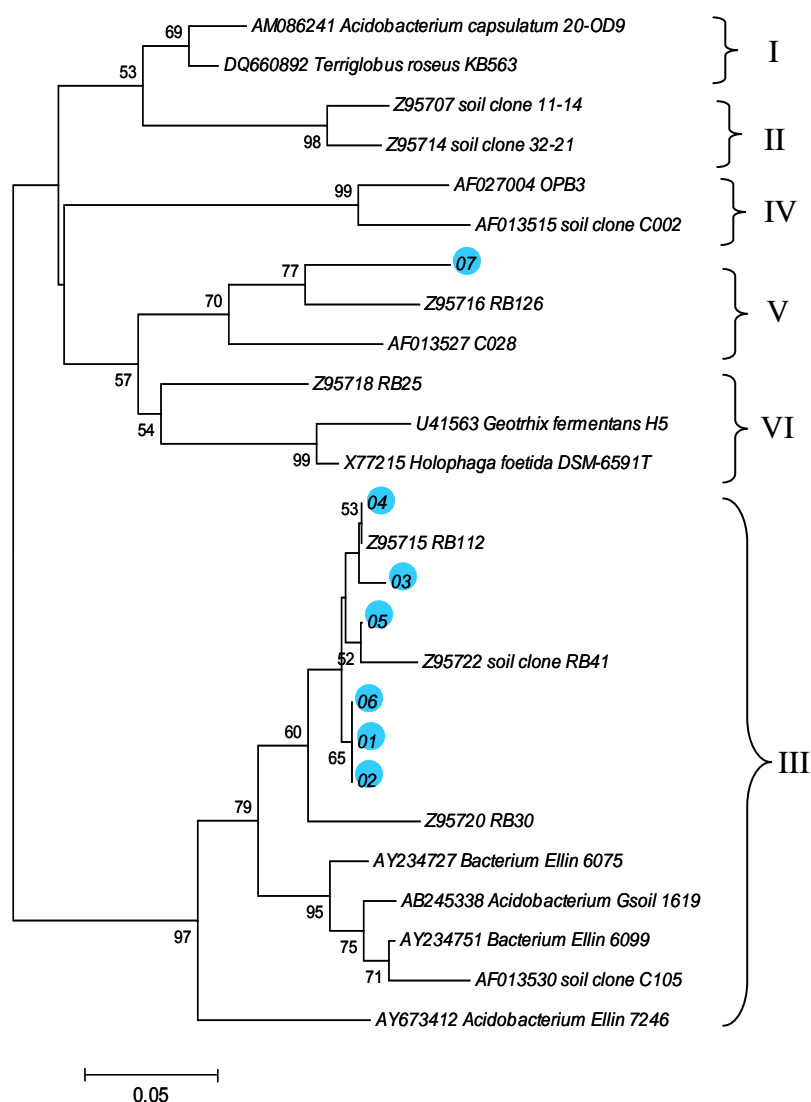 69
AM086241 Acidobacterium capsulatum 20-OD9
I
DQ660892 Terriglobus roseus KB563
53
Z95707 soil clone 11-14
II
98
Z95714 soil clone 32-21
99
AF027004 OPB3
IV
AF013515 soil clone C002
77
07
70
Z95716 RB126
V
AF013527 C028
57
Z95718 RB25
54
U41563 Geotrhix fermentans H5
VI
99
X77215 Holophaga foetida DSM-6591T
53
04
Z95715 RB112
03
05
52
Z95722 soil clone RB41
06
60
01
65
02
III
79
Z95720 RB30
AY234727 Bacterium Ellin 6075
95
AB245338 Acidobacterium Gsoil 1619
97
75
AY234751 Bacterium Ellin 6099
71
AF013530 soil clone C105
AY673412 Acidobacterium Ellin 7246
0.05